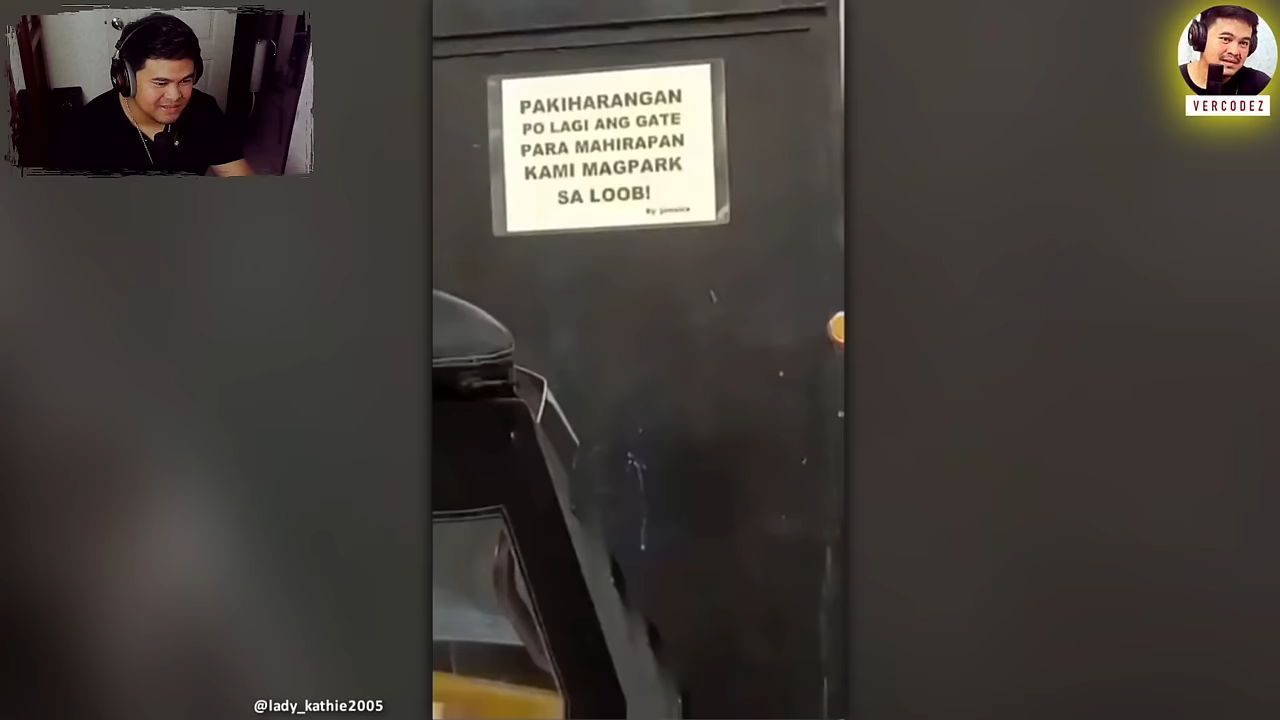 PAKIHARANGAN
PO LAGI ANG GATE
PARA MAHIRAPAN
KAMI MAGPARK
SA LOOB!
VERCODEZ
@lady_kathie2005